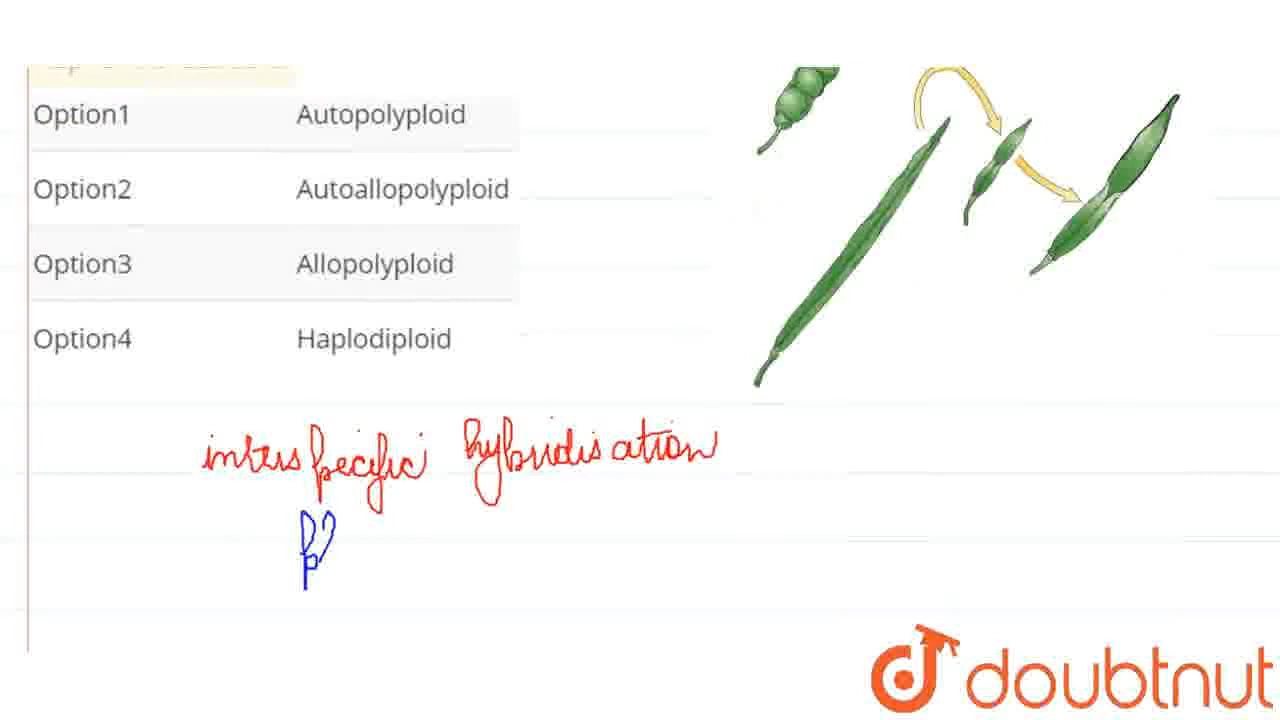 Option1 Autopolyploid
Option2 Autoallopolyploid
Option3 Allopolyploid
Option4 Haplodiploid
interspecific hybridisation
doubtnut